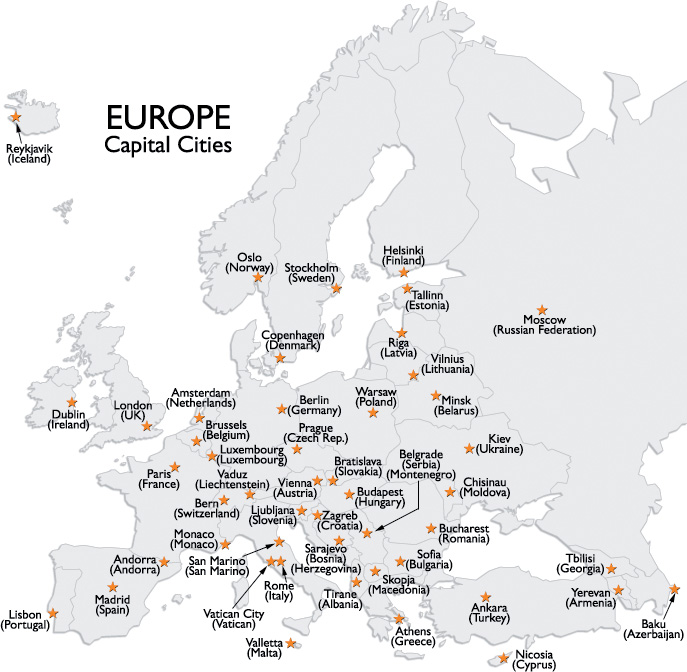 EUROPE
Capital Cities
Reykjavik
(Iceland)
Oslo
(Norway)
Stockholm
(Sweden)
Helsinki
(Finland)
Tallinn
(Estonia)
Moscow
(Russian Federation)
Copenhagen
(Denmark)
Riga
(Latvia)
Vilnius
(Lithuania)
Dublin
(Ireland)
London
(UK)
Amsterdam
(Netherlands)
Berlin
(Germany)
Warsaw
(Poland)
Minsk
(Belarus)
Brussels
(Belgium)
Prague
(Czech Rep.)
Kiev
(Ukraine)
Luxembourg
(Luxembourg)
Paris
(France)
Vaduz
(Liechtenstein)
Vienna
(Austria)
Bratislava
(Slovakia)
Belgrade
(Serbia)
(Montenegro)
Chisinau
(Moldova)
Bern
(Switzerland)
Budapest
(Hungary)
Ljubljana
(Slovenia)
Zagreb
(Croatia)
Bucharest
(Romania)
Monaco
(Monaco)
San Marino
(San Marino)
Sarajevo
(Bosnia)
(Herzegovina)
Sofia
(Bulgaria)
Andorra
(Andorra)
Tbilisi
(Georgia)
Madrid
(Spain)
Rome
(Italy)
Tirane
(Albania)
Skopja
(Macedonia)
Ankara
(Turkey)
Yerevan
(Armenia)
Lisbon
(Portugal)
Vatican City
(Vatican)
Athens
(Greece)
Baku
(Azerbaijan)
Valletta
(Malta)
Nicosia
(Cyprus)